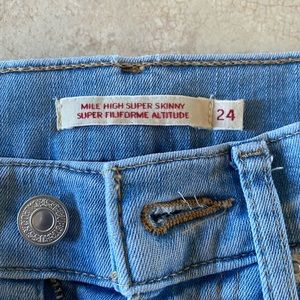 MILE HIGH SUPER SKINNY
SUPER FILIFORME ALTITUDE
24